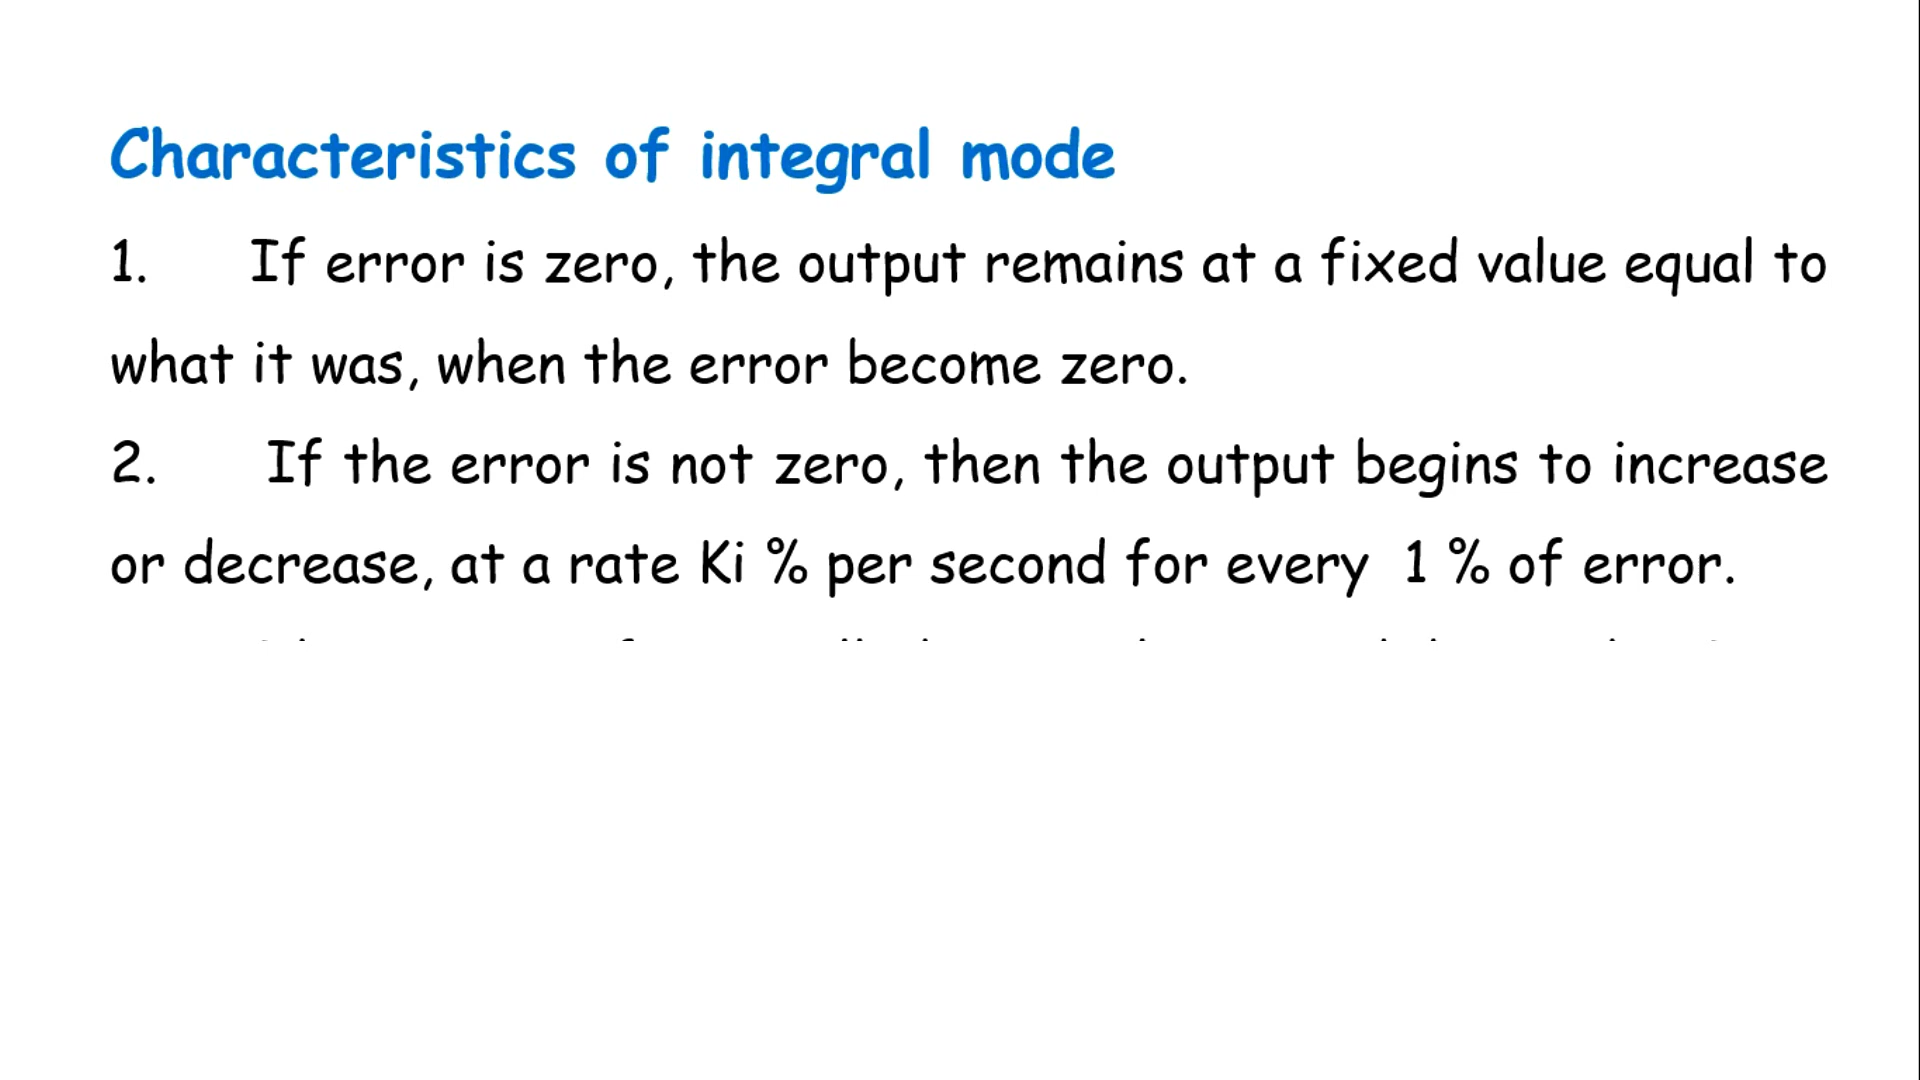 Characteristics of integral mode
1. If error is zero, the output remains at a fixed value equal to
what it was, when the error become zero.
2. If the error is not zero, then the output begins to increase
or decrease, at a rate Ki % per second for every 1 % of error.